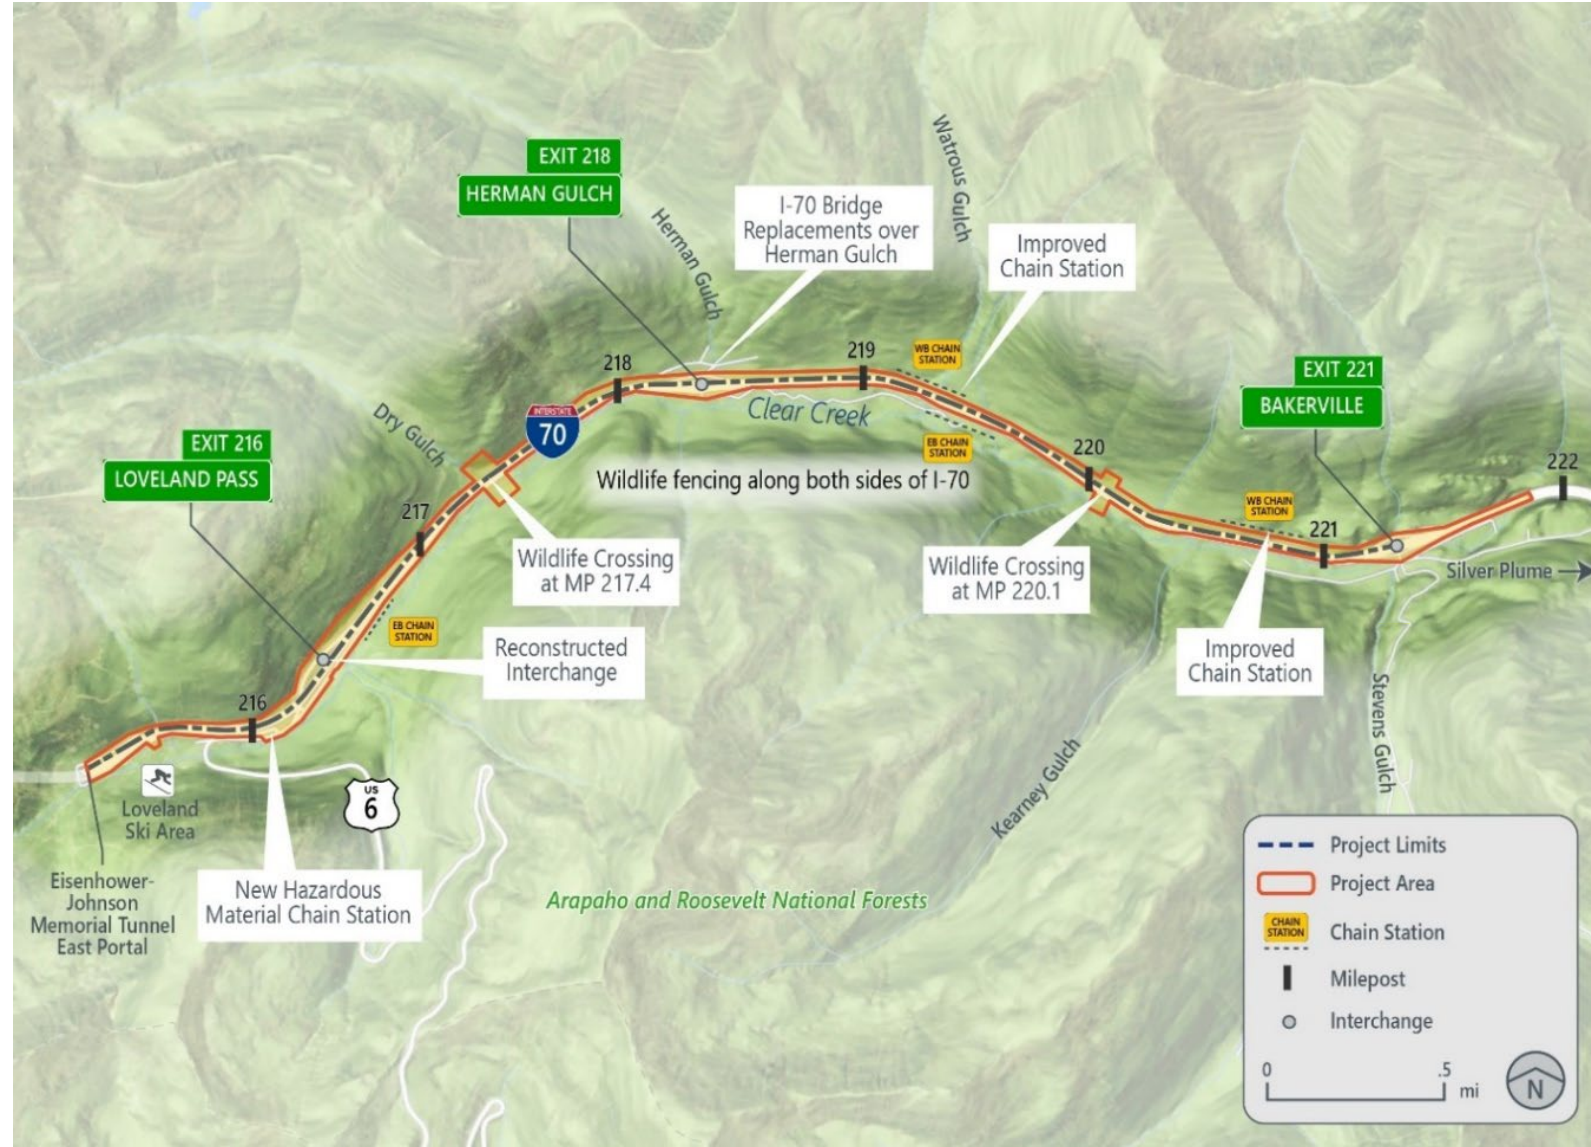 EXIT 218
HERMAN GULCH
Herman Gulch
I-70 Bridge
Replacements over
Herman Gulch
Watrous Gulch
Improved
Chain Station
218
219
WB CHAIN
STATION
EXIT 221
BAKERVILLE
EXIT 216
LOVELAND PASS
Dry Gulch
INTERSTATE
70
Clear Creek
EB CHAIN
STATION
220
222
Wildlife fencing along both sides of I-70
217
WB CHAIN
STATION
221
Wildlife Crossing
at MP 217.4
Wildlife Crossing
at MP 220.1
Silver Plume
EB CHAIN
STATION
Reconstructed
Interchange
Improved
Chain Station
216
Stevens Gulch
Kearney Gulch
US
6
Loveland
Ski Area
Eisenhower-
Johnson
Memorial Tunnel
East Portal
New Hazardous
Material Chain Station
Arapaho and Roosevelt National Forests
Project Limits
Project Area
CHAIN
STATION
Chain Station
Milepost
Interchange
0 .5
mi
N